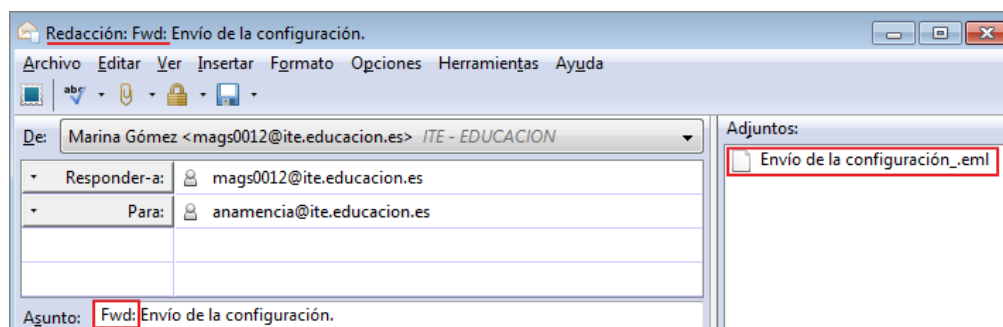 Redacción: Fwd: Envío de la configuración.
Archivo Editar Ver Insertar Formato Opciones Herramientas Ayuda
abc
De: Marina Gómez <mags0012@ite.educacion.es> ITE - EDUCACION
Adjuntos:
Envío de la configuración_.eml
Responder-a: mags0012@ite.educacion.es
Para: anamencia@ite.educacion.es
Asunto: Fwd: Envío de la configuración.